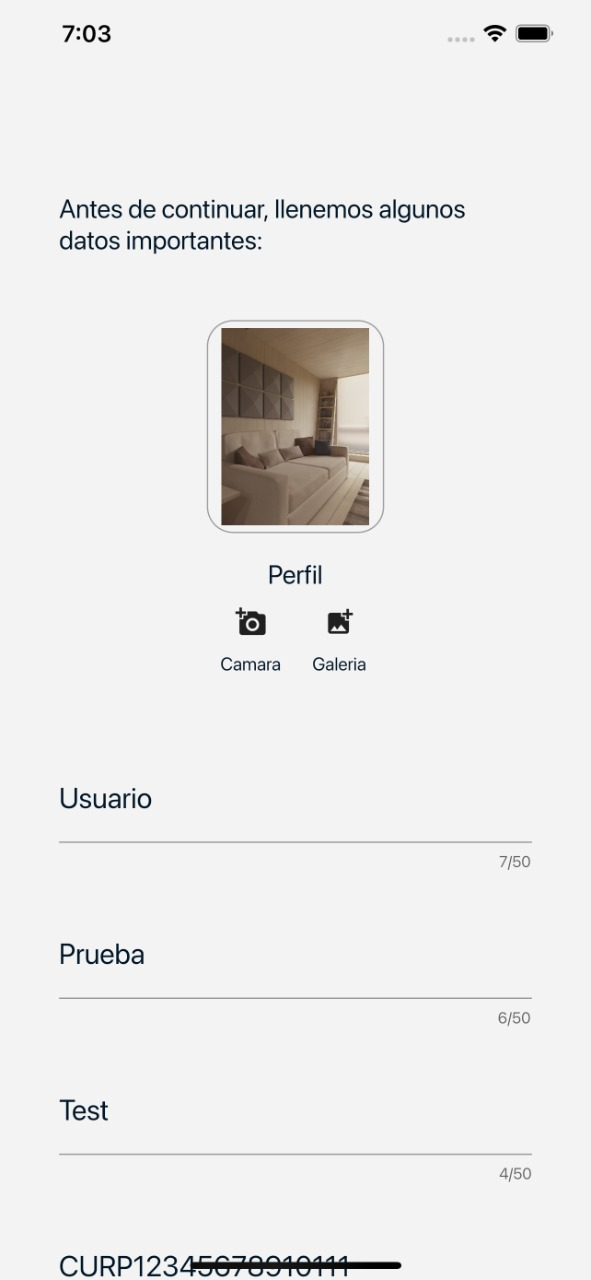 7:03
Antes de continuar, llenemos algunos
datos importantes:
Perfil
Camara Galeria
Usuario
7/50
Prueba
6/50
Test
4/50
CURP12345678910111